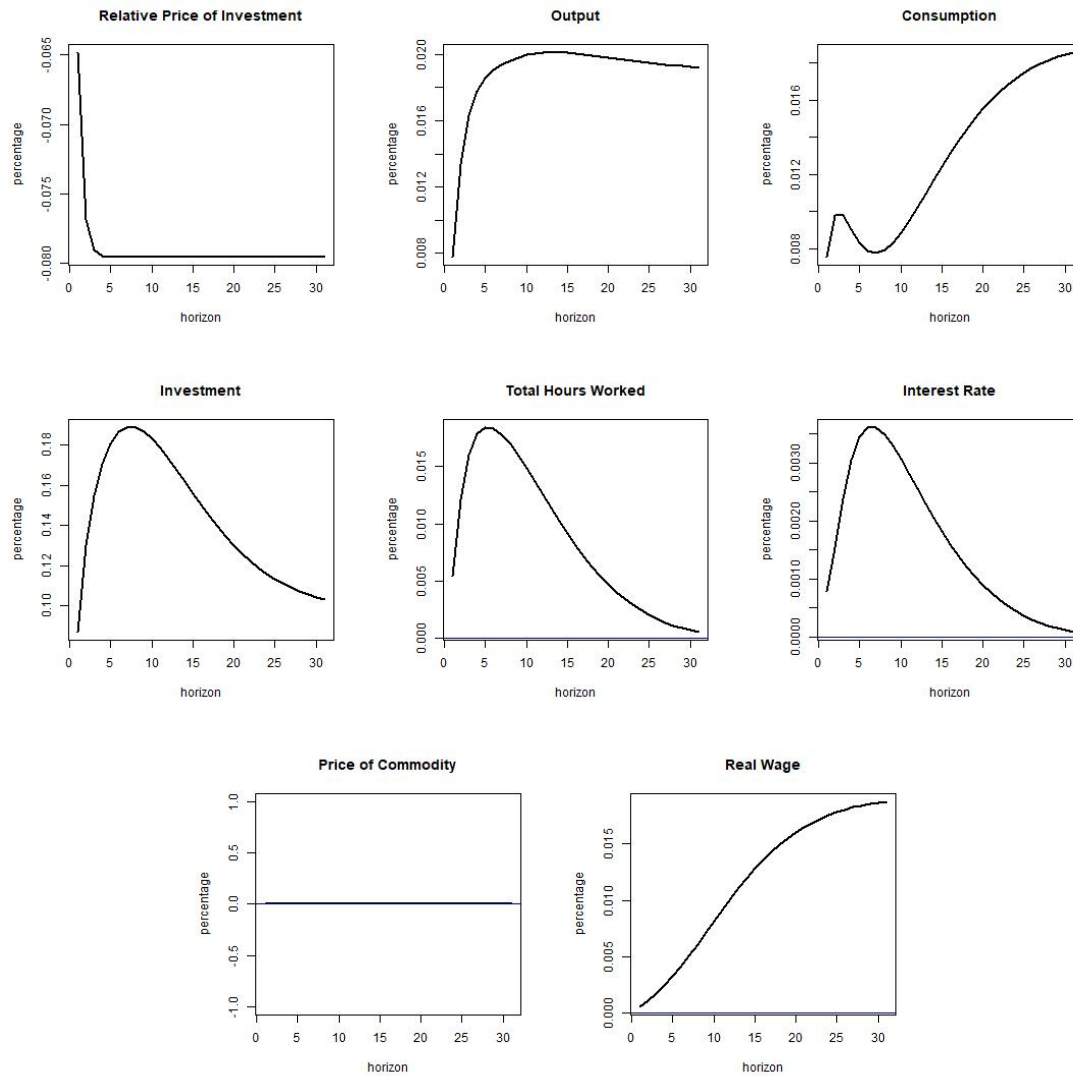 Relative Price of Investment
percentage
-0.065
-0.070
-0.075
-0.080
0 5 10 15 20 25 30
horizon
Output
percentage
0.020
0.016
0.012
0.008
0 5 10 15 20 25 30
horizon
Consumption
percentage
0.016
0.012
0.008
0 5 10 15 20 25 30
horizon
Investment
percentage
0.18
0.16
0.14
0.12
0.10
0 5 10 15 20 25 30
horizon
Total Hours Worked
percentage
0.015
0.010
0.005
0.000
0 5 10 15 20 25 30
horizon
Interest Rate
percentage
0.0030
0.0020
0.0010
0.0000
0 5 10 15 20 25 30
horizon
Price of Commodity
percentage
1.0
0.5
0.0
-0.5
-1.0
0 5 10 15 20 25 30
horizon
Real Wage
percentage
0.015
0.010
0.005
0.000
0 5 10 15 20 25 30
horizon